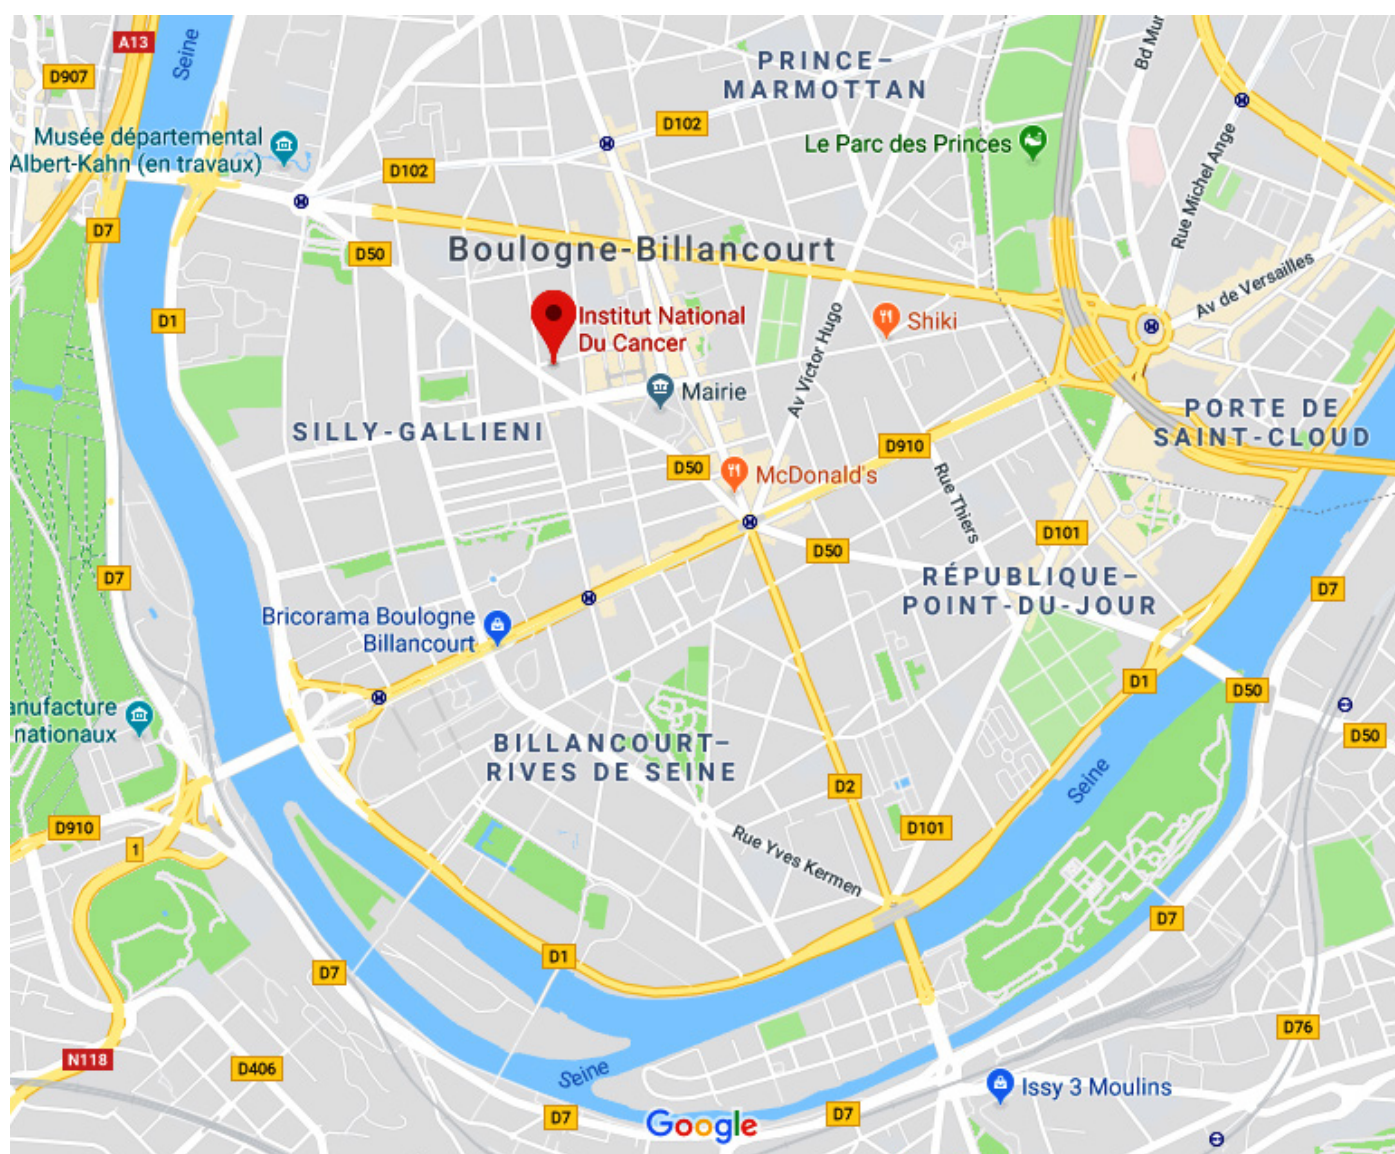 A13
Seine
D907
PRINCE–
MARMOTTAN
Bd Mur
D102
Musée départemental
Albert-Kahn (en travaux)
Le Parc des Princes
D102
Rue Michel Ange
D7
D50
Boulogne-Billancourt
Av de Versailles
D1
Institut National
Du Cancer
Shiki
Av Victor Hugo
Mairie
SILLY-GALLIENI
PORTE DE
SAINT-CLOUD
D910
D50
McDonald's
Rue Thiers
D101
D50
D7
RÉPUBLIQUE–
POINT-DU-JOUR
D7
Bricorama Boulogne
Billancourt
D1
D50
anufacture
nationaux
D50
BILLANCOURT–
RIVES DE SEINE
Seine
D2
D910
1
D101
Rue Yves Kermen
D7
D1
D7
D76
N118
D406
Seine
Issy 3 Moulins
D7
Google
D7